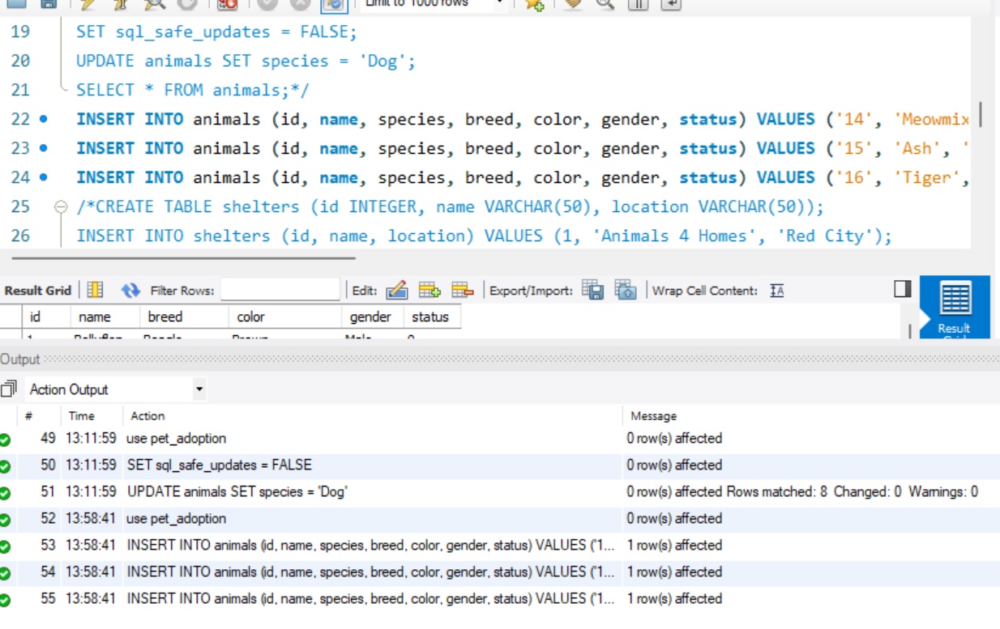 Limit to 1000 rows
19 SET sql_safe_updates = FALSE;
20 UPDATE animals SET species = 'Dog';
21 SELECT * FROM animals;*/
22 INSERT INTO animals (id, name, species, breed, color, gender, status) VALUES ('14', 'Meowmix
23 INSERT INTO animals (id, name, species, breed, color, gender, status) VALUES ('15', 'Ash', '
24 INSERT INTO animals (id, name, species, breed, color, gender, status) VALUES ('16', 'Tiger',
25 /*CREATE TABLE shelters (id INTEGER, name VARCHAR(50), location VARCHAR(50));
26 INSERT INTO shelters (id, name, location) VALUES (1, 'Animals 4 Homes', 'Red City');
Result Grid Filter Rows: Edit: Export/Import: Wrap Cell Content: IA
id name breed color gender status
Result
Output
Action Output
# Time Action Message
49 13:11:59 use pet_adoption 0 row(s) affected
50 13:11:59 SET sql_safe_updates = FALSE 0 row(s) affected
51 13:11:59 UPDATE animals SET species = 'Dog' 0 row(s) affected Rows matched: 8 Changed: 0 Warnings: 0
52 13:58:41 use pet_adoption 0 row(s) affected
53 13:58:41 INSERT INTO animals (id, name, species, breed, color, gender, status) VALUES ('1... 1 row(s) affected
54 13:58:41 INSERT INTO animals (id, name, species, breed, color, gender, status) VALUES ('1... 1 row(s) affected
55 13:58:41 INSERT INTO animals (id, name, species, breed, color, gender, status) VALUES ('1... 1 row(s) affected